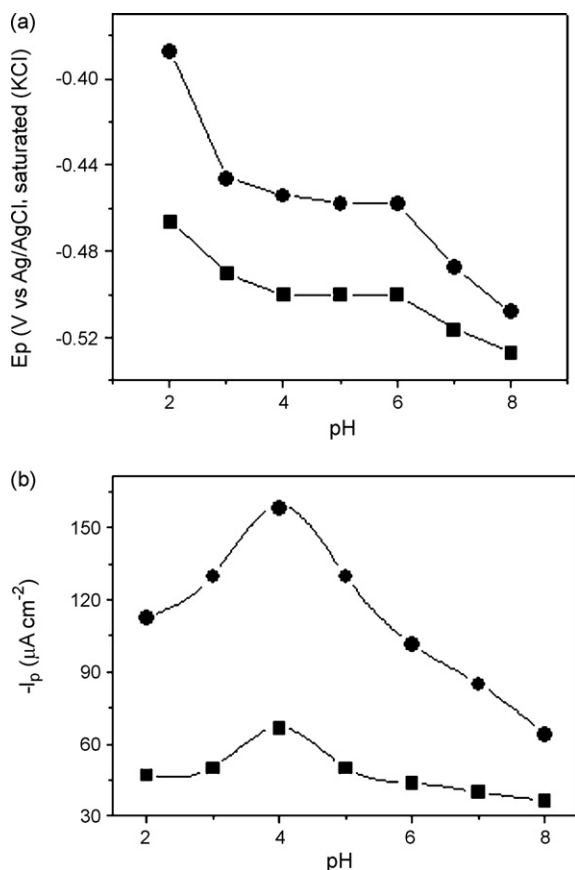 (a)
-0.40
-0.44
-0.48
-0.52
Ep (V vs Ag/AgCl, saturated (KCl)
2 4 6 8
pH
(b)
150
120
90
60
30
-Ip (µA cm-2)
2 4 6 8
pH